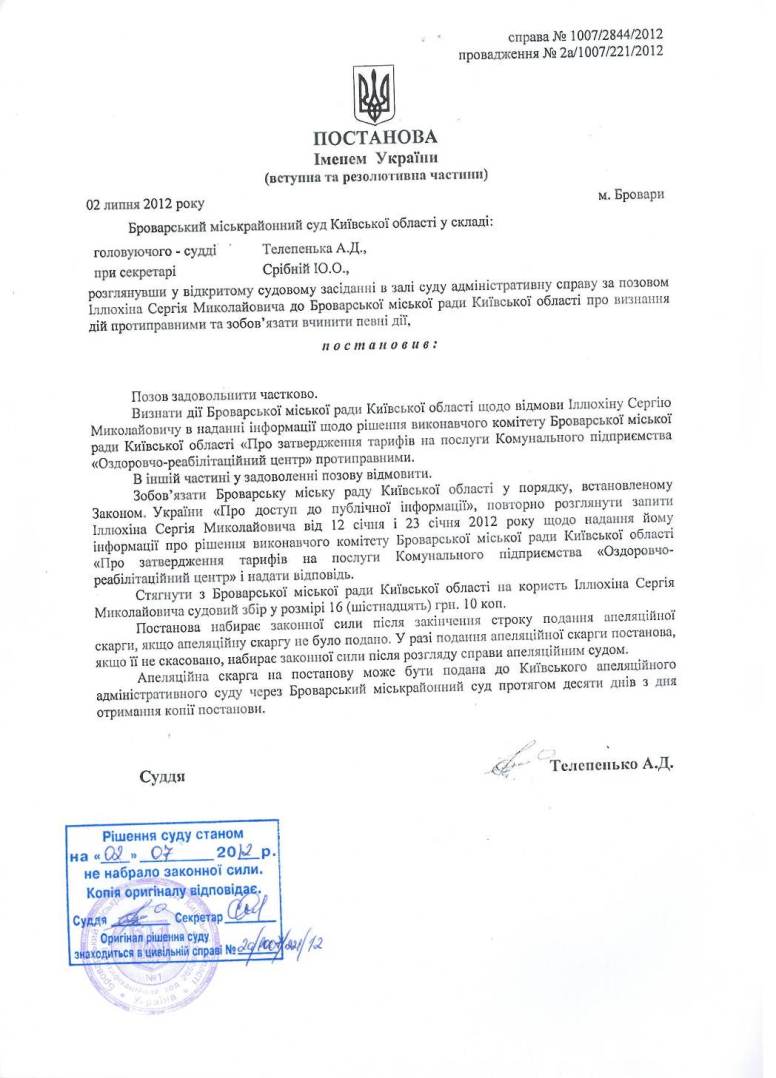 справа № 1007/2844/2012
провадження № 2а/1007/221/2012
ПОСТАНОВА
Іменем України
(вступна та резолютивна частини)
02 липня 2012 року
м. Бровари
Броварський міськрайонний суд Київської області у складі:
головуючого - судді Телепенька А.Д.,
при секретарі Срібній Ю.О.,
розглянувши у відкритому судовому засіданні в залі суду адміністративну справу за позовом
Іллюхіна Сергія Миколайовича до Броварської міської ради Київської області про визнання
дій протиправними та зобов’язати вчинити певні дії,
постановив:
Позов задовольнити частково.
Визнати дії Броварської міської ради Київської області щодо відмови Іллюхіну Сергію
Миколайовичу в наданні інформації щодо рішення виконавчого комітету Броварської міської
ради Київської області «Про затвердження тарифів на послуги Комунального підприємства
«Оздоровчо-реабілітаційний центр» протиправними.
В іншій частині у задоволенні позову відмовити.
Зобов’язати Броварську міську раду Київської області у порядку, встановленому
Законом. України «Про доступ до публічної інформації», повторно розглянути запити
Іллюхіна Сергія Миколайовича від 12 січня і 23 січня 2012 року щодо надання йому
інформації про рішення виконавчого комітету Броварської міської ради Київської області
«Про затвердження тарифів на послуги Комунального підприємства «Оздоровчо-
реабілітаційний центр» і надати відповідь.
Стягнути з Броварської міської ради Київської області на користь Іллюхіна Сергія
Миколайовича судовий збір у розмірі 16 (шістнадцять) грн. 10 коп.
Постанова набирає законної сили після закінчення строку подання апеляційної
скарги, якщо апеляційну скаргу не було подано. У разі подання апеляційної скарги постанова,
якщо її не скасовано, набирає законної сили після розгляду справи апеляційним судом.
Апеляційна скарга на постанову може бути подана до Київського апеляційного
адміністративного суду через Броварський міськрайонний суд протягом десяти днів з дня
отримання копії постанови.
Суддя Телепенько А.Д.
Рішення суду станом
на «02» 07 2012 р.
не набрало законної сили.
Копія оригіналу відповідає.
Суддя Секретар
Оригінал рішення суду
знаходиться в цивільній справі № 2а/1007/221/12
№1
Україна